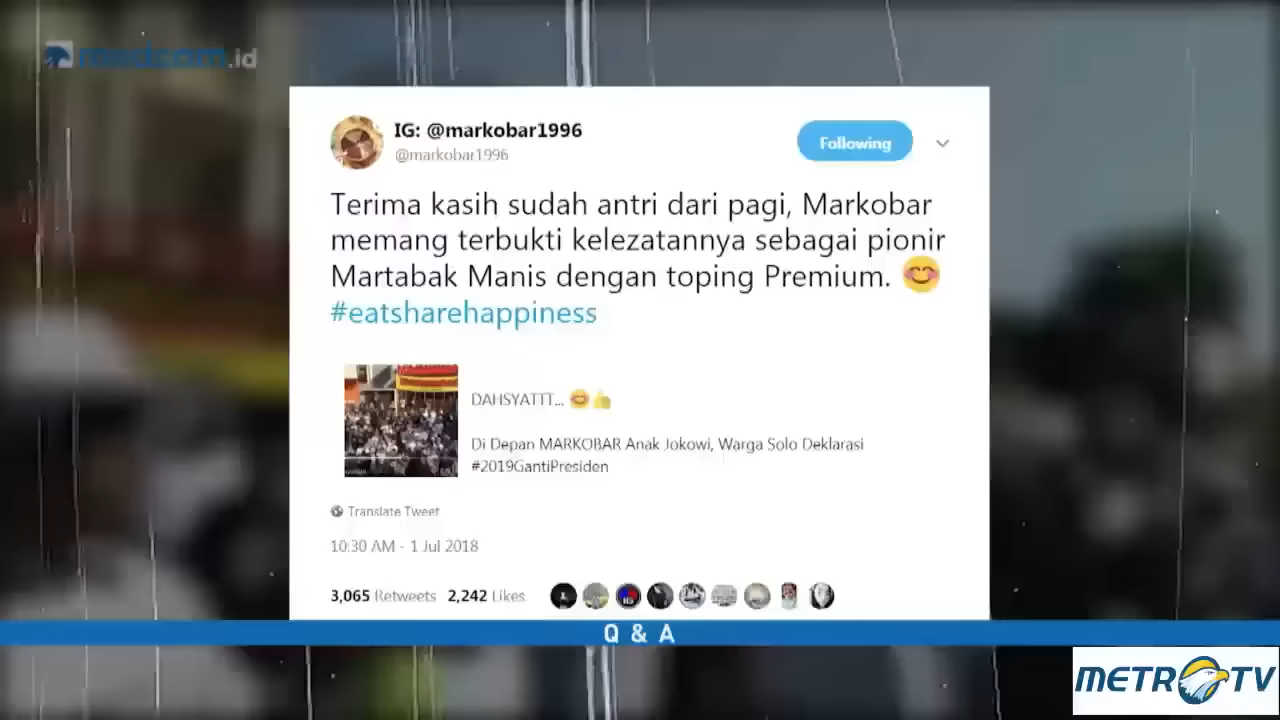 medcom.id
IG: @markobar1996
@markobar1996
Following
Terima kasih sudah antri dari pagi, Markobar
memang terbukti kelezatannya sebagai pionir
Martabak Manis dengan toping Premium. 😊
#eatsharehappiness
DAHSYATTT... 😊👍
Di Depan MARKOBAR Anak Jokowi, Warga Solo Deklarasi
#2019GantiPresiden
Translate Tweet
10:30 AM - 1 Jul 2018
3,065 Retweets 2,242 Likes
Q & A
METRO TV